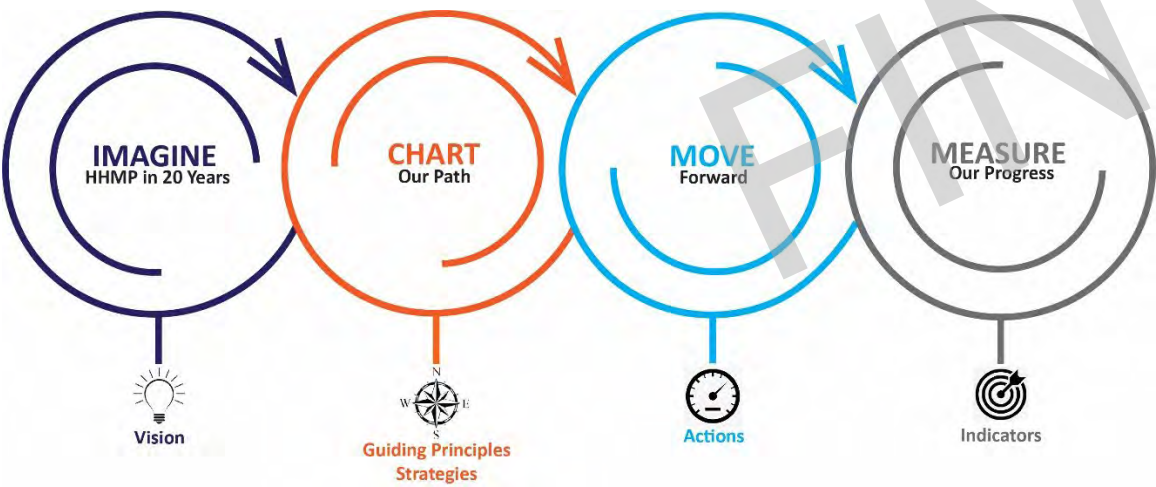 IMAGINE
HHMP in 20 Years
CHART
Our Path
MOVE
Forward
MEASURE
Our Progress
Vision
N
W
E
S
Guiding Principles
Strategies
Actions
Indicators
FIN